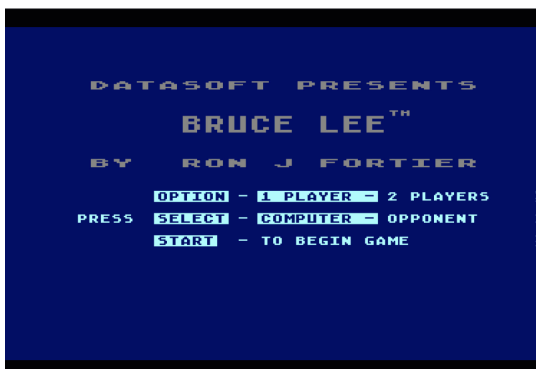 DATASOFT PRESENTS
BRUCE LEE™
BY RON J FORTIER
OPTION - 1 PLAYER - 2 PLAYERS
PRESS SELECT - COMPUTER - OPPONENT
START - TO BEGIN GAME